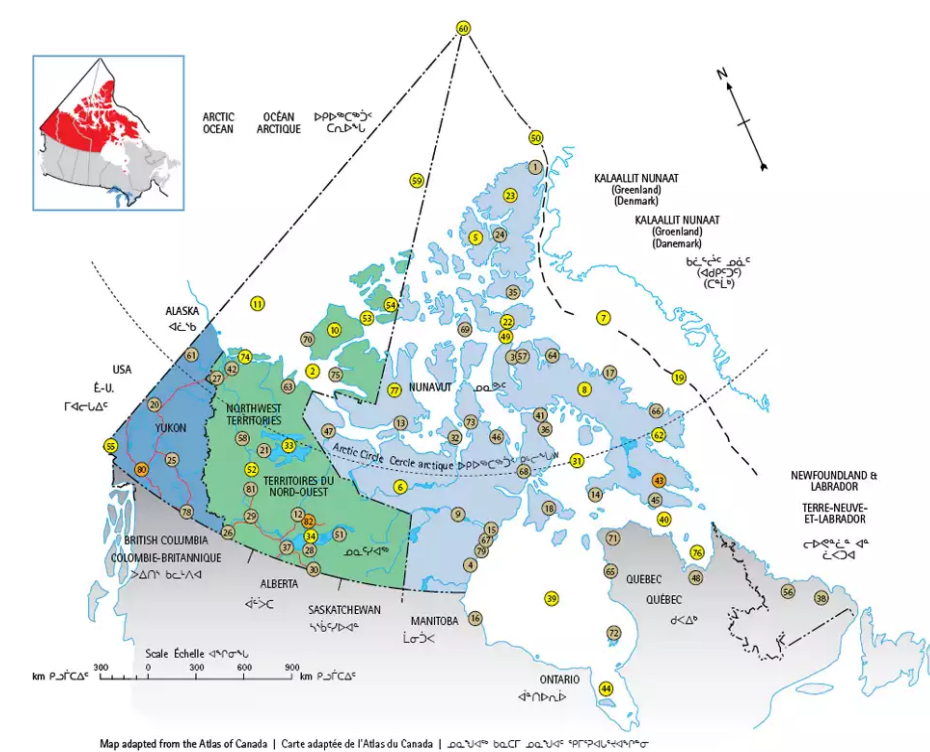 60
ARCTIC OCEAN
OCÉAN ARCTIQUE
N
50
1
59
23
KALAALLIT NUNAAT
(Greenland)
(Denmark)
5
24
KALAALLIT NUNAAT
(Groenland)
(Danemark)
35
11
54
ALASKA
53
22
7
10
69
49
70
61
74
3 57
64
42
USA
2
75
17
19
27
63
77
NUNAVUT
8
É.-U.
20
NORTHWEST TERRITORIES
66
13
73
41
YUKON
47
36
58
32
46
62
55
21
33
Arctic Circle Cercle arctique
31
25
80
52
68
43
NEWFOUNDLAND & LABRADOR
TERRITOIRES DU NORD-OUEST
81
6
14
45
TERRE-NEUVE-ET-LABRADOR
78
29
12
82
9
18
40
26
34
51
15
71
BRITISH COLUMBIA
67
37
28
79
76
COLOMBIE-BRITANNIQUE
30
4
65
QUEBEC
48
ALBERTA
QUÉBEC
56
38
39
SASKATCHEWAN
MANITOBA
16
72
Scale Échelle
km
300 0 300 600 900
km
ONTARIO
44
Map adapted from the Atlas of Canada | Carte adaptée de l'Atlas du Canada |